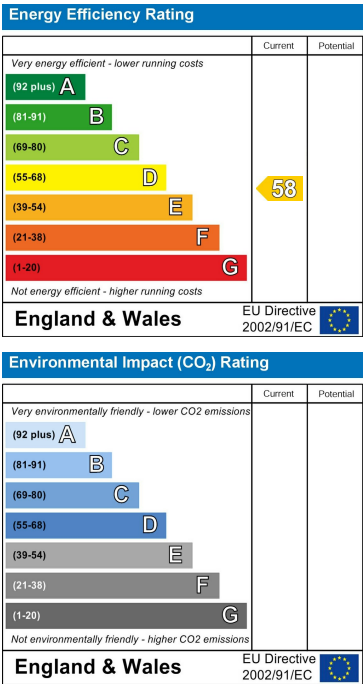 Energy Efficiency Rating
Current Potential
Very energy efficient - lower running costs
(92 plus) A
(81-91) B
(69-80) C
(55-68) D
58
(39-54) E
(21-38) F
(1-20) G
Not energy efficient - higher running costs
England & Wales
EU Directive
2002/91/EC
Environmental Impact (CO₂) Rating
Current Potential
Very environmentally friendly - lower CO2 emissions
(92 plus) A
(81-91) B
(69-80) C
(55-68) D
(39-54) E
(21-38) F
(1-20) G
Not environmentally friendly - higher CO2 emissions
England & Wales
EU Directive
2002/91/EC